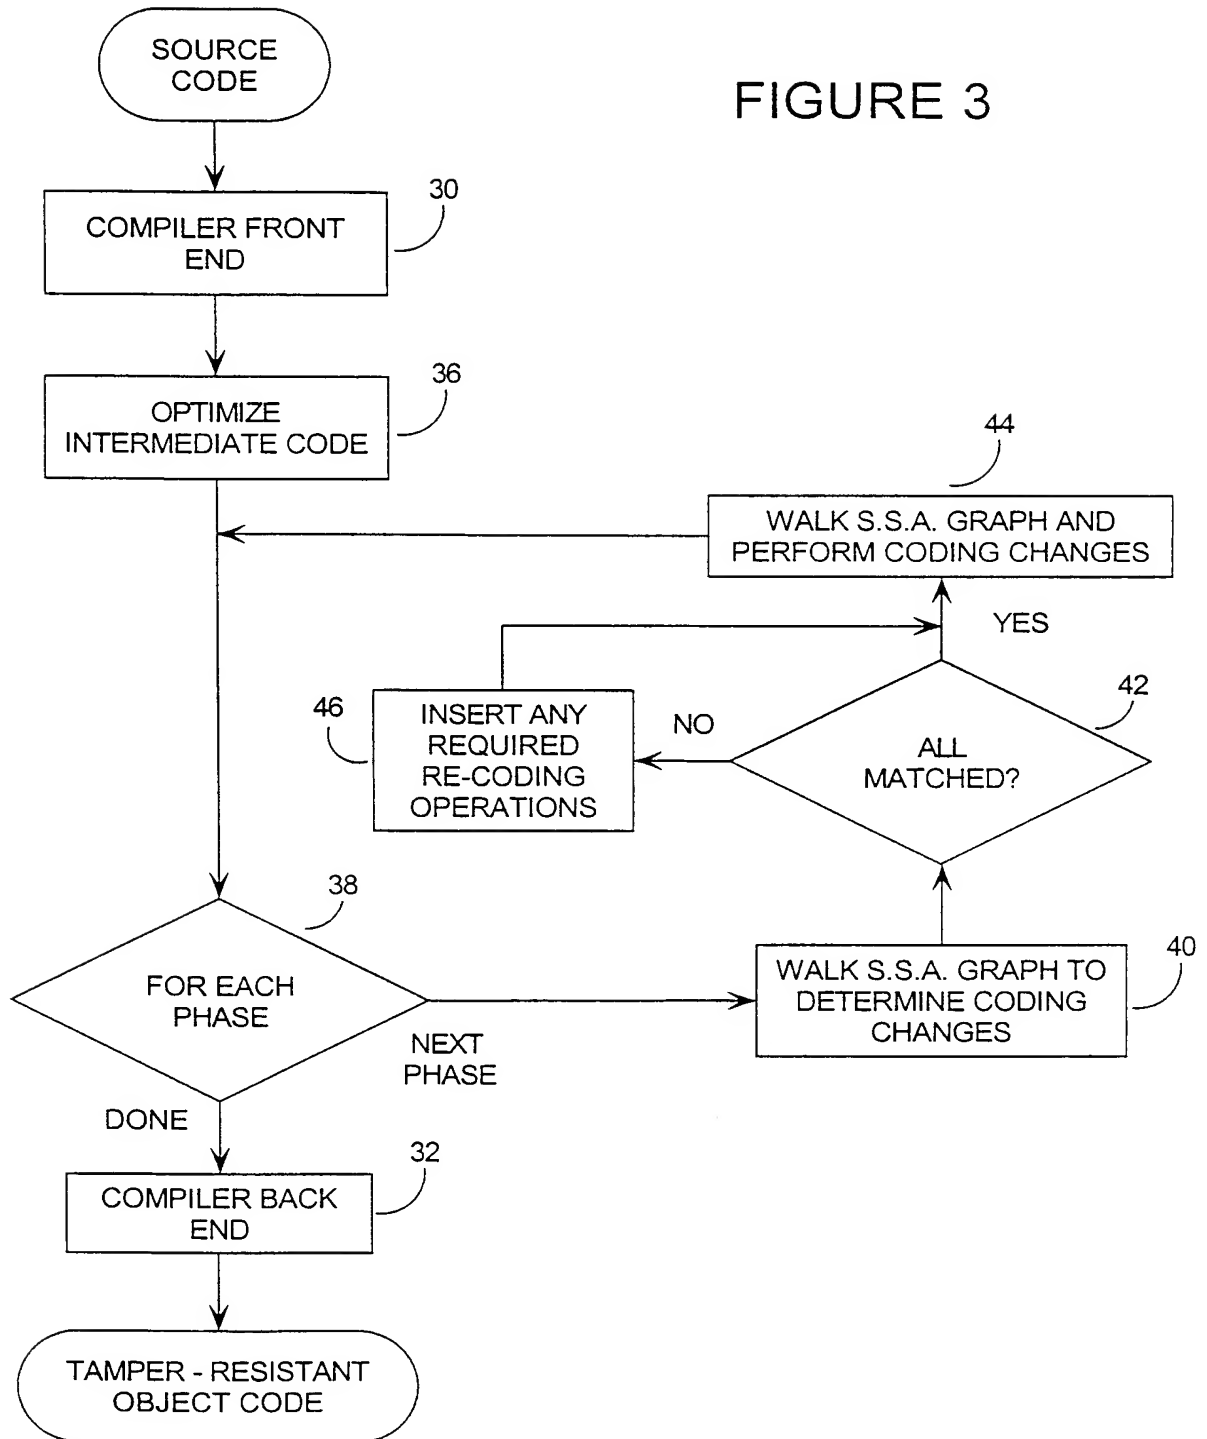 SOURCE
CODE
FIGURE 3
30
COMPILER FRONT
END
36
OPTIMIZE
INTERMEDIATE CODE
44
WALK S.S.A. GRAPH AND
PERFORM CODING CHANGES
YES
46
INSERT ANY
REQUIRED
RE-CODING
OPERATIONS
NO
42
ALL
MATCHED?
38
FOR EACH
PHASE
NEXT
PHASE
40
WALK S.S.A. GRAPH TO
DETERMINE CODING
CHANGES
DONE
32
COMPILER BACK
END
TAMPER - RESISTANT
OBJECT CODE